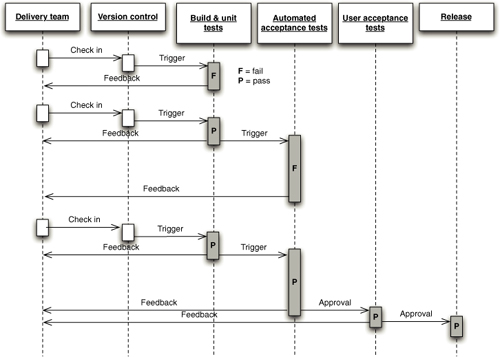 Delivery team
Version control
Build & unit
tests
Automated
acceptance tests
User acceptance
tests
Release
Check in
Trigger
Feedback
F
F = fail
P = pass
Check in
Trigger
Feedback
P
Trigger
F
Feedback
Check in
Trigger
Feedback
P
Trigger
P
Feedback
Approval
Feedback
P
Approval
P